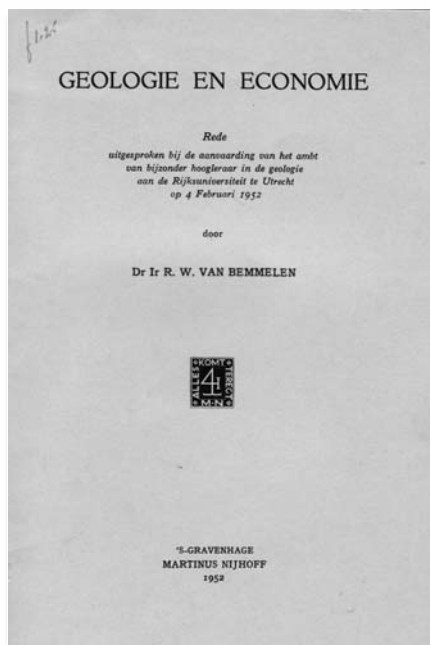 GEOLOGIE EN ECONOMIE
Rede
uitgesproken bij de aanvaarding van het ambt
van bijzonder hoogleraar in de geologie
aan de Rijksuniversiteit te Utrecht
op 4 Februari 1952
door
Dr Ir R. W. VAN BEMMELEN
ALLES KOMT TERECT
M·N
'S-GRAVENHAGE
MARTINUS NIJHOFF
1952